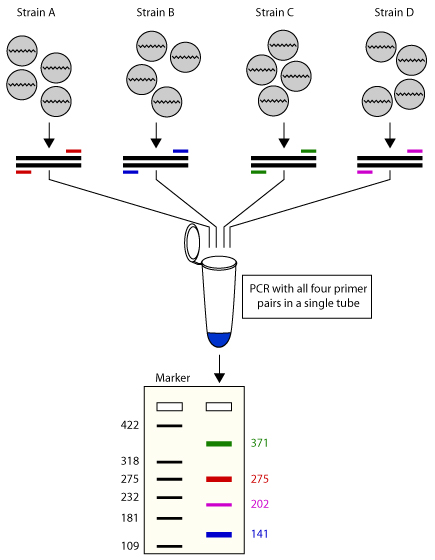 Strain A Strain B Strain C Strain D
PCR with all four primer
pairs in a single tube
Marker
422
371
318
275 275
232
202
181
141
109